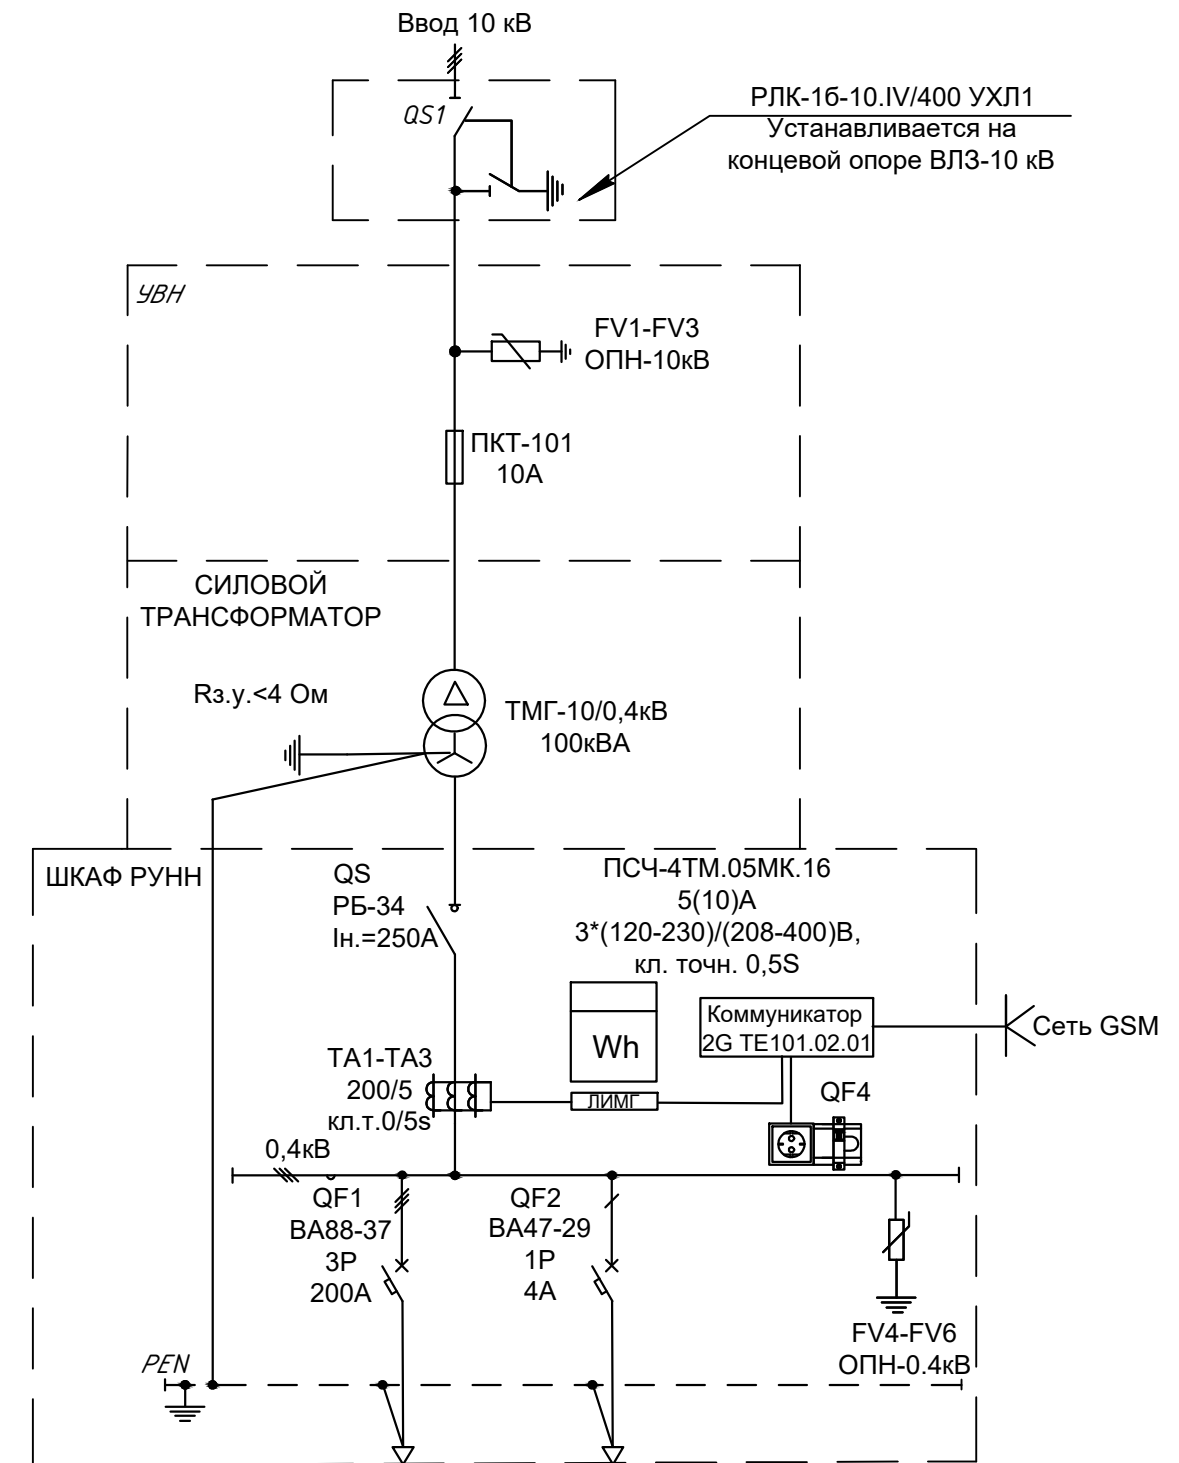 Ввод 10 кВ
QS1
РЛК-1б-10.IV/400 УХЛ1
Устанавливается на
концевой опоре ВЛЗ-10 кВ
УВН
FV1-FV3
ОПН-10кВ
ПКТ-101
10А
СИЛОВОЙ
ТРАНСФОРМАТОР
Rз.у.<4 Ом
ТМГ-10/0,4кВ
100кВА
ШКАФ РУНН
QS
РБ-34
Iн.=250А
ПСЧ-4ТМ.05МК.16
5(10)А
3*(120-230)/(208-400)В,
кл. точн. 0,5S
Wh
Коммуникатор
2G TE101.02.01
Сеть GSM
ТА1-ТА3
200/5
кл.т.0/5s
ЛИМГ
QF4
0,4кВ
QF1
ВА88-37
3Р
200А
QF2
ВА47-29
1Р
4А
FV4-FV6
ОПН-0.4кВ
PEN